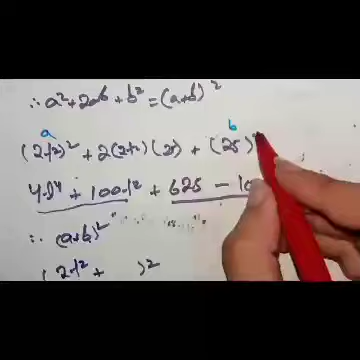 ∴ a² + 2ab + b² = (a+b)²
a b
(2x²)² + 2(2x²)(25) + (25)²
4x⁴ + 100x² + 625 − 10
∴ (a+b)²
(2x² + )²